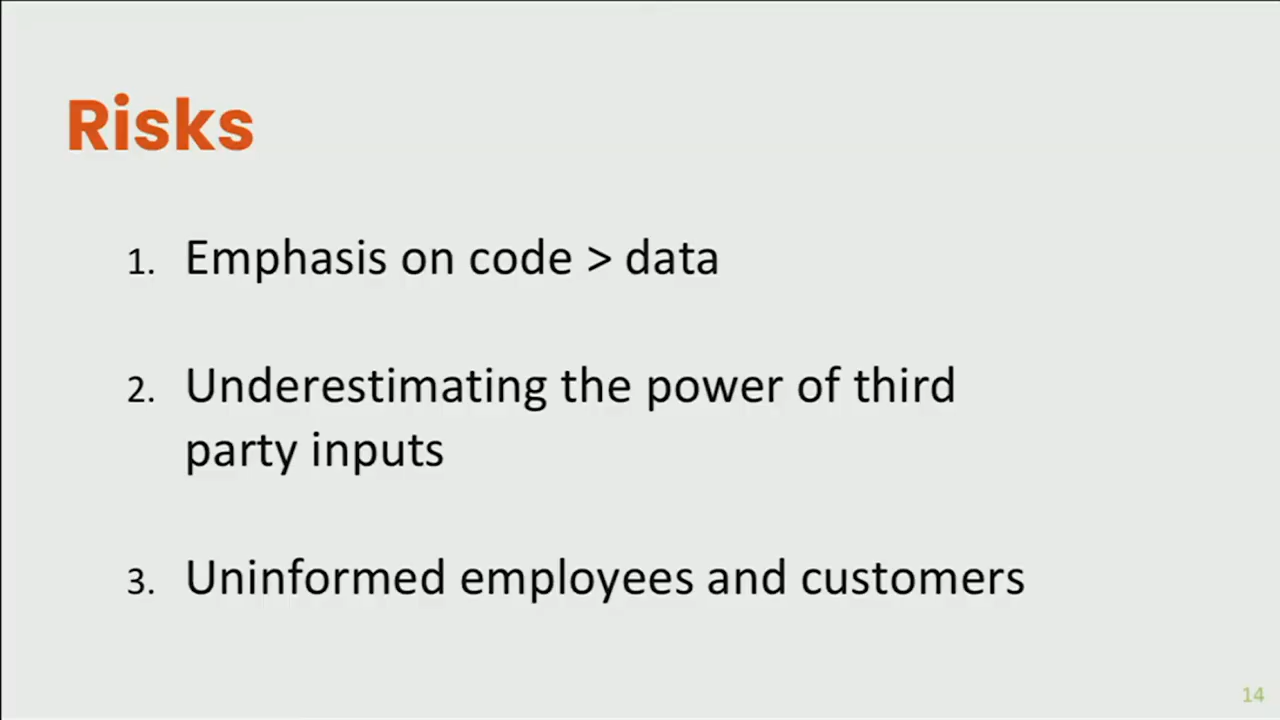 Risks
1. Emphasis on code > data
2. Underestimating the power of third
party inputs
3. Uninformed employees and customers
14